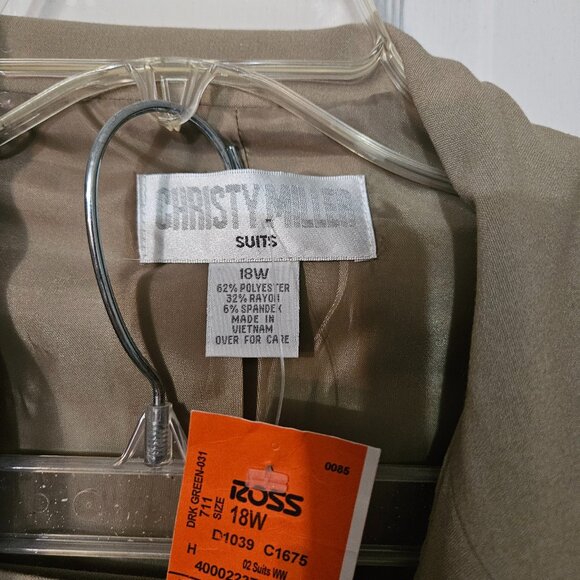 CHRISTY MILLER
SUITS
18W
62% POLYESTER
32% RAYON
6% SPANDEX
MADE IN
VIETNAM
OVER FOR CARE
0085
ROSS
DRK GREEN-031
711
SIZE
18W
D1039 C1675
02 Suits WW
H